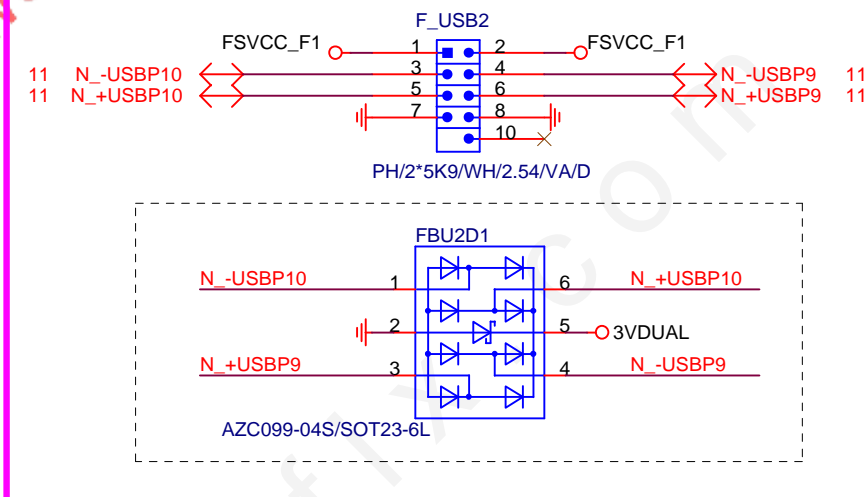 F_USB2
FSVCC_F1 1 2 FSVCC_F1
11 N_-USBP10 3 4 N_-USBP9 11
11 N_+USBP10 5 6 N_+USBP9 11
7 8
10
PH/2*5K9/WH/2.54/VA/D
FBU2D1
N_-USBP10 1 6 N_+USBP10
2 5 3VDUAL
N_+USBP9 3 4 N_-USBP9
AZC099-04S/SOT23-6L